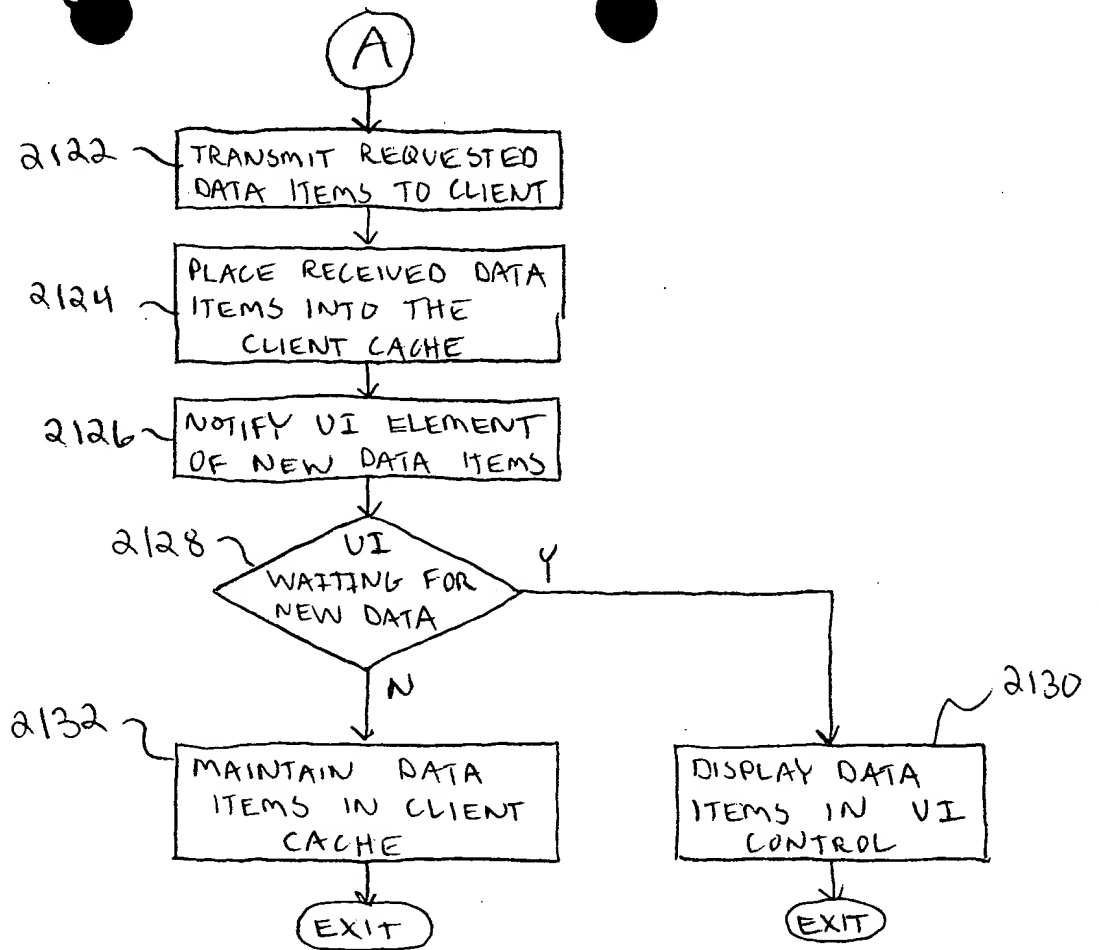 A
2122
TRANSMIT REQUESTED
DATA ITEMS TO CLIENT
2124
PLACE RECEIVED DATA
ITEMS INTO THE
CLIENT CACHE
2126
NOTIFY UI ELEMENT
OF NEW DATA ITEMS
2128
UI
WAITING FOR
NEW DATA
Y
N
2132
MAINTAIN DATA
ITEMS IN CLIENT
CACHE
EXIT
2130
DISPLAY DATA
ITEMS IN UI
CONTROL
EXIT